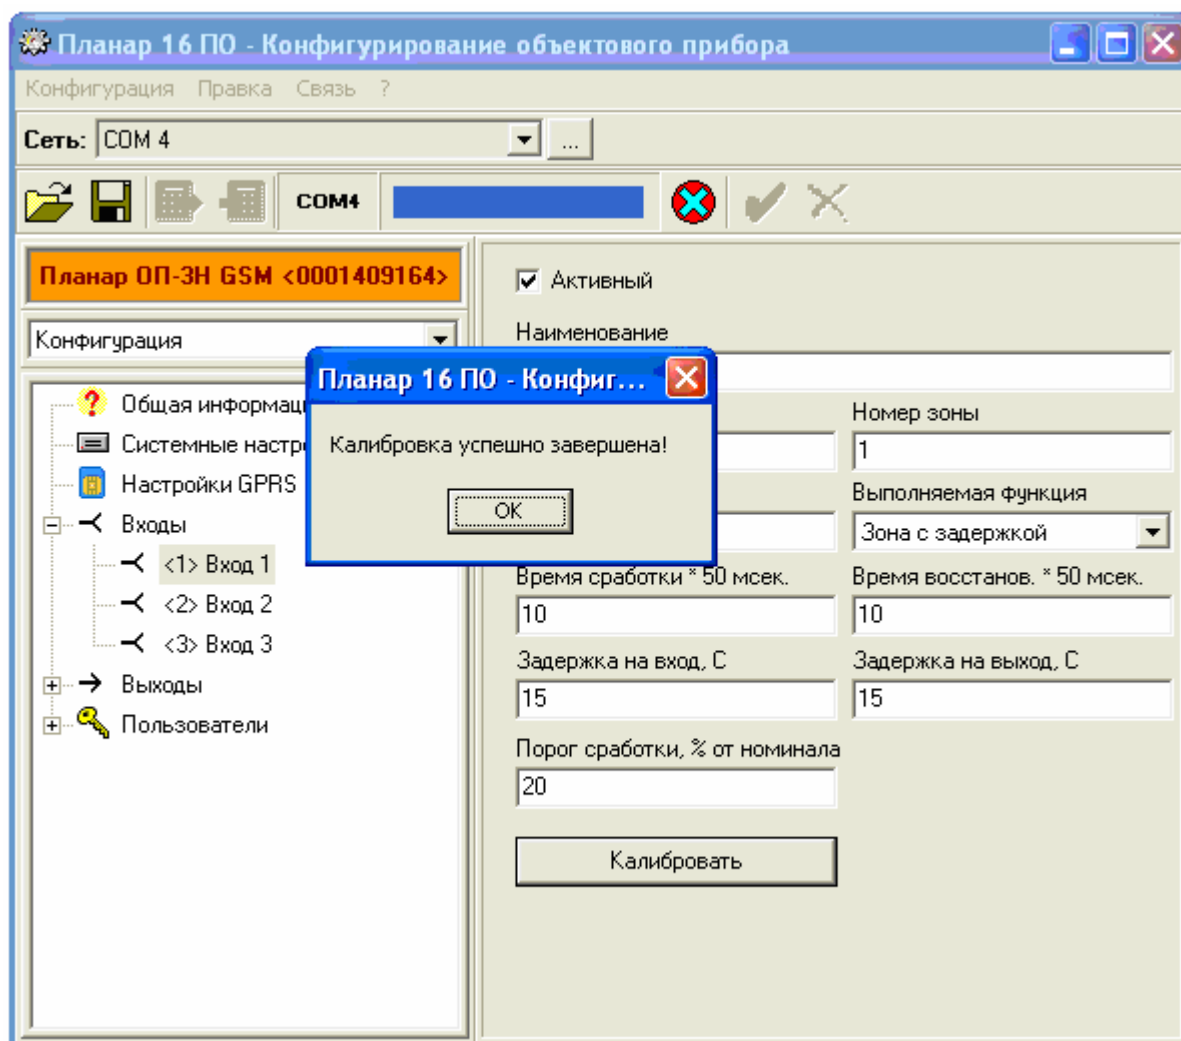 Планар 16 ПО - Конфигурирование объектового прибора
Конфигурация Правка Связь ?
Сеть: COM 4 ...
COM4
Планар ОП-3Н GSM <0001409164>
Конфигурация
Общая информаци
Системные настро
Настройки GPRS
Входы
<1> Вход 1
<2> Вход 2
<3> Вход 3
Выходы
Пользователи
Активный
Наименование
Номер зоны
1
Выполняемая функция
Зона с задержкой
Время сработки * 50 мсек.
Время восстанов. * 50 мсек.
10
10
Задержка на вход, С
Задержка на выход, С
15
15
Порог сработки, % от номинала
20
Калибровать
Планар 16 ПО - Конфиг...
Калибровка успешно завершена!
OK